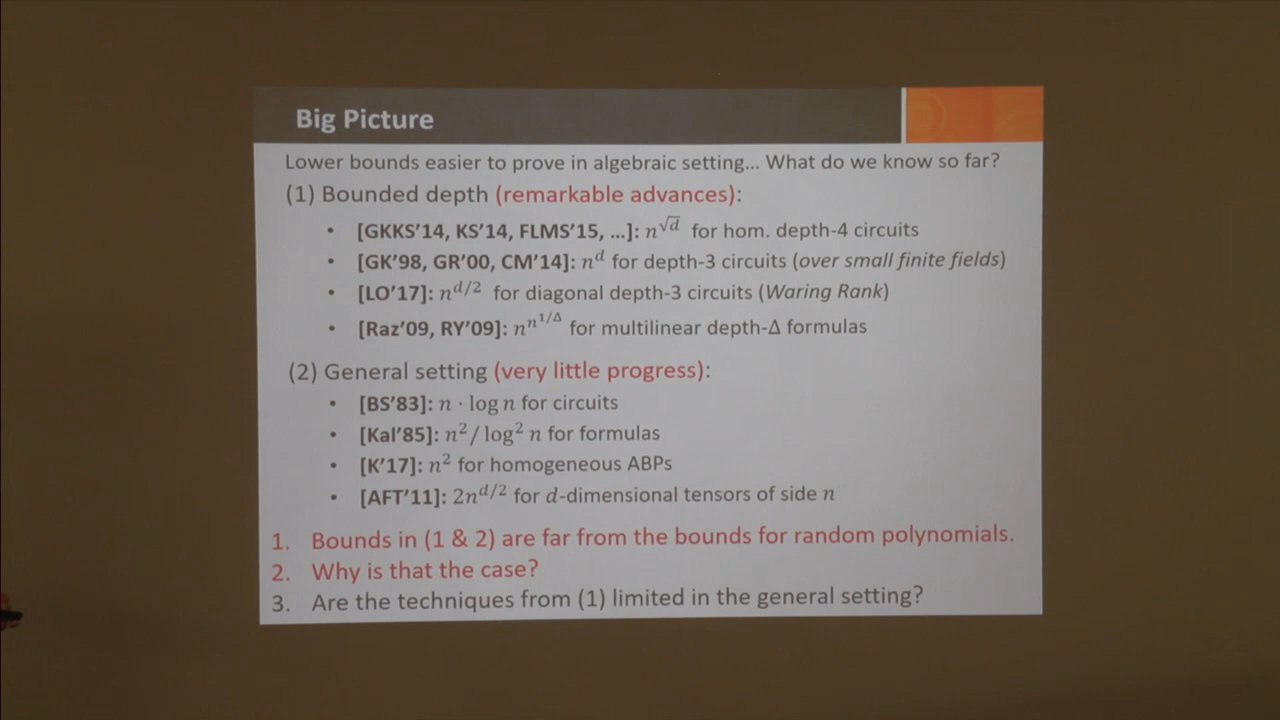 Big Picture
Lower bounds easier to prove in algebraic setting... What do we know so far?
(1) Bounded depth (remarkable advances):
• [GKKS'14, KS'14, FLMS'15, ...]: n^{√d} for hom. depth-4 circuits
• [GK'98, GR'00, CM'14]: n^d for depth-3 circuits (over small finite fields)
• [LO'17]: n^{d/2} for diagonal depth-3 circuits (Waring Rank)
• [Raz'09, RY'09]: n^{n^{1/Δ}} for multilinear depth-Δ formulas
(2) General setting (very little progress):
• [BS'83]: n · log n for circuits
• [Kal'85]: n²/ log² n for formulas
• [K'17]: n² for homogeneous ABPs
• [AFT'11]: 2n^{d/2} for d-dimensional tensors of side n
1. Bounds in (1 & 2) are far from the bounds for random polynomials.
2. Why is that the case?
3. Are the techniques from (1) limited in the general setting?